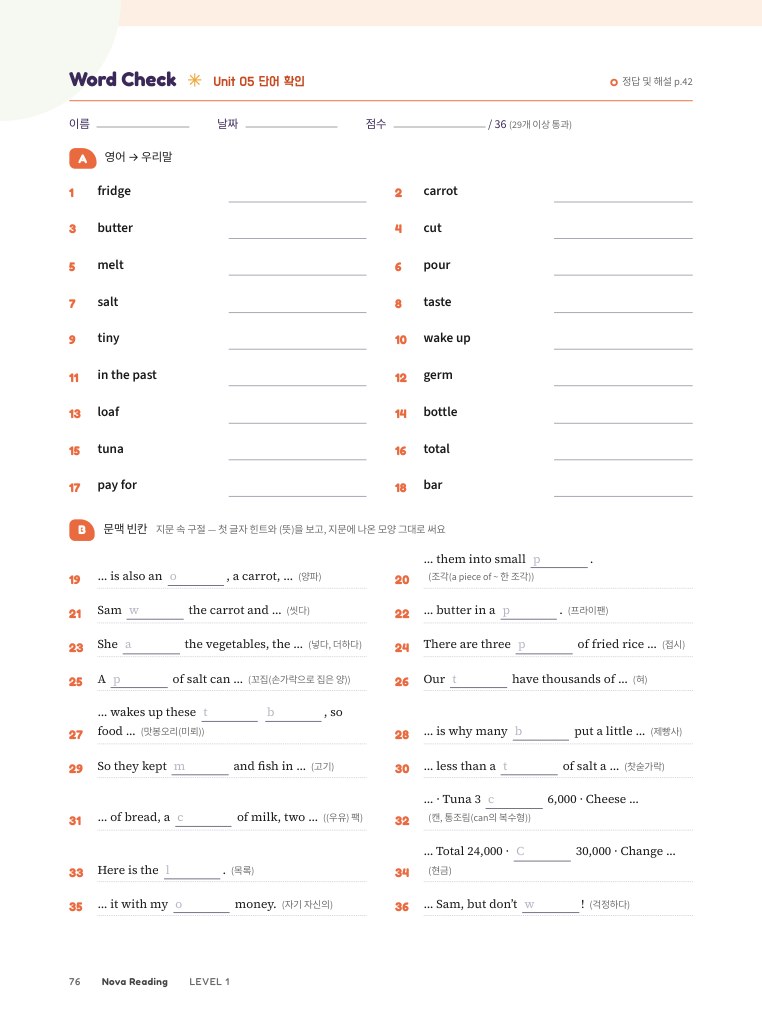 Word Check ✳ Unit 05 단어 확인 정답 및 해설 p.42
이름 날짜 점수 / 36 (29개 이상 통과)
A 영어 → 우리말
1 fridge 2 carrot
3 butter 4 cut
5 melt 6 pour
7 salt 8 taste
9 tiny 10 wake up
11 in the past 12 germ
13 loaf 14 bottle
15 tuna 16 total
17 pay for 18 bar
B 문맥 빈칸 지문 속 구절 — 첫 글자 힌트와 (뜻)을 보고, 지문에 나온 모양 그대로 써요
19 ... is also an o , a carrot, ... (양파)
20 ... them into small p .
(조각(a piece of ~ 한 조각))
21 Sam w the carrot and ... (씻다)
22 ... butter in a p . (프라이팬)
23 She a the vegetables, the ... (넣다, 더하다)
24 There are three p of fried rice ... (접시)
25 A p of salt can ... (꼬집(손가락으로 집은 양))
26 Our t have thousands of ... (혀)
27 ... wakes up these t b , so
food ... (맛봉오리(미뢰))
28 ... is why many b put a little ... (제빵사)
29 So they kept m and fish in ... (고기)
30 ... less than a t of salt a ... (찻숟가락)
31 ... of bread, a c of milk, two ... ((우유) 팩)
32 ... · Tuna 3 c 6,000 · Cheese ...
(캔, 통조림(can의 복수형))
33 Here is the l . (목록)
34 ... Total 24,000 · C 30,000 · Change ...
(현금)
35 ... it with my o money. (자기 자신의)
36 ... Sam, but don't w ! (걱정하다)
76 Nova Reading LEVEL 1